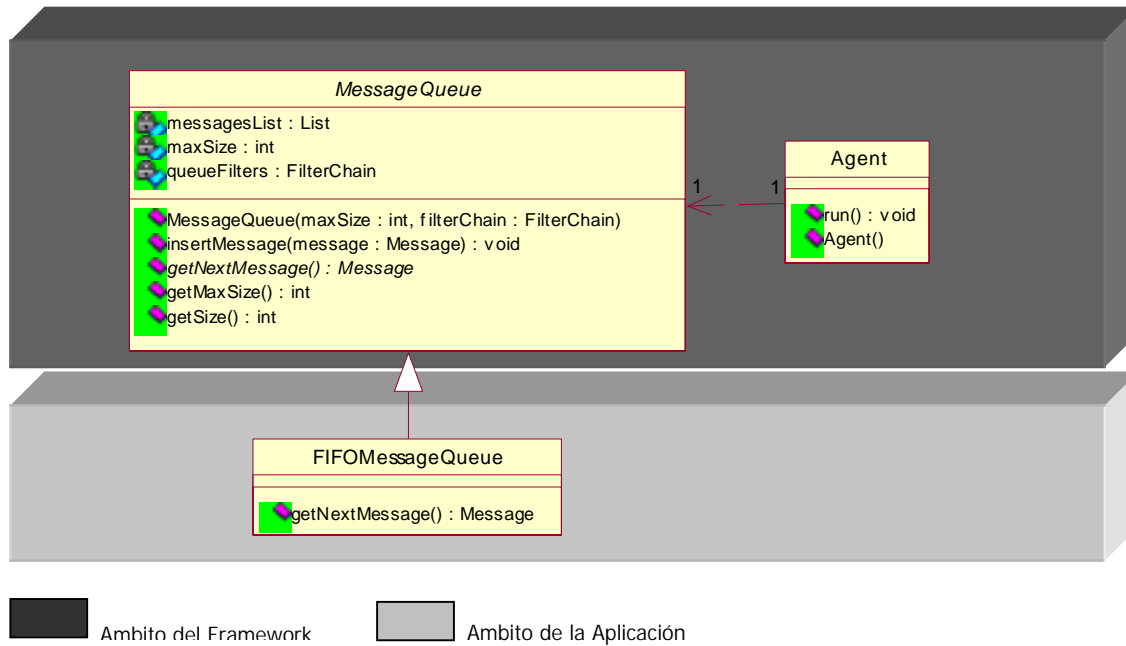 MessageQueue
messagesList : List
maxSize : int
queueFilters : FilterChain
MessageQueue(maxSize : int, filterChain : FilterChain)
insertMessage(message : Message) : void
getNextMessage() : Message
getMaxSize() : int
getSize() : int
1
1
Agent
run() : void
Agent()
FIFOMessageQueue
getNextMessage() : Message
Ambito del Framework
Ambito de la Aplicación